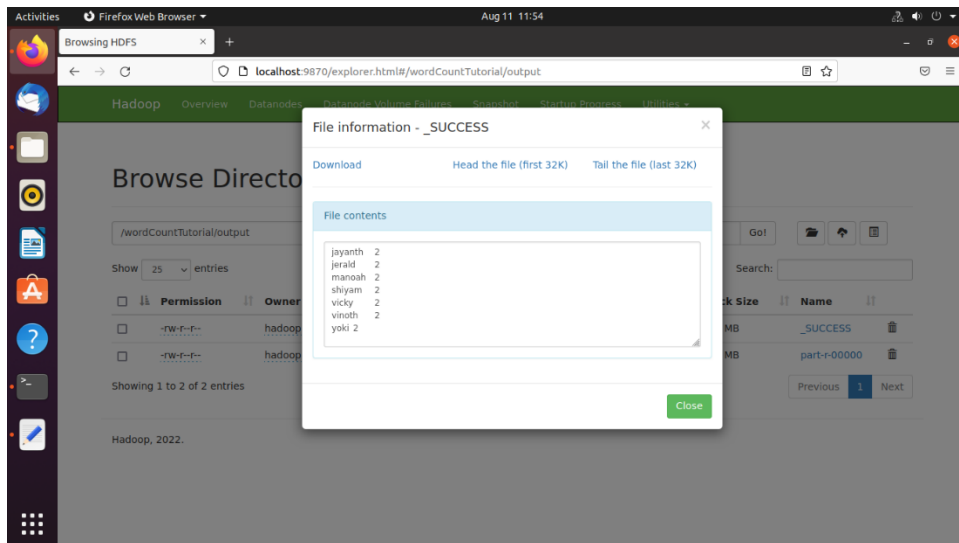 Activities Firefox Web Browser Aug 11 11:54
Browsing HDFS × +
localhost:9870/explorer.html#/wordCountTutorial/output
Hadoop Overview Datanodes Datanode Volume Failures Snapshot Startup Progress Utilities
File information - _SUCCESS ×
Download Head the file (first 32K) Tail the file (last 32K)
Browse Directo
File contents
/wordCountTutorial/output Go!
jayanth 2
jerald 2
manoah 2
shiyam 2
vicky 2
vinoth 2
yoki 2
Show 25 entries Search:
Permission Owner ck Size Name
-rw-r--r-- hadoop MB _SUCCESS
-rw-r--r-- hadoop MB part-r-00000
Showing 1 to 2 of 2 entries Previous 1 Next
Close
Hadoop, 2022.